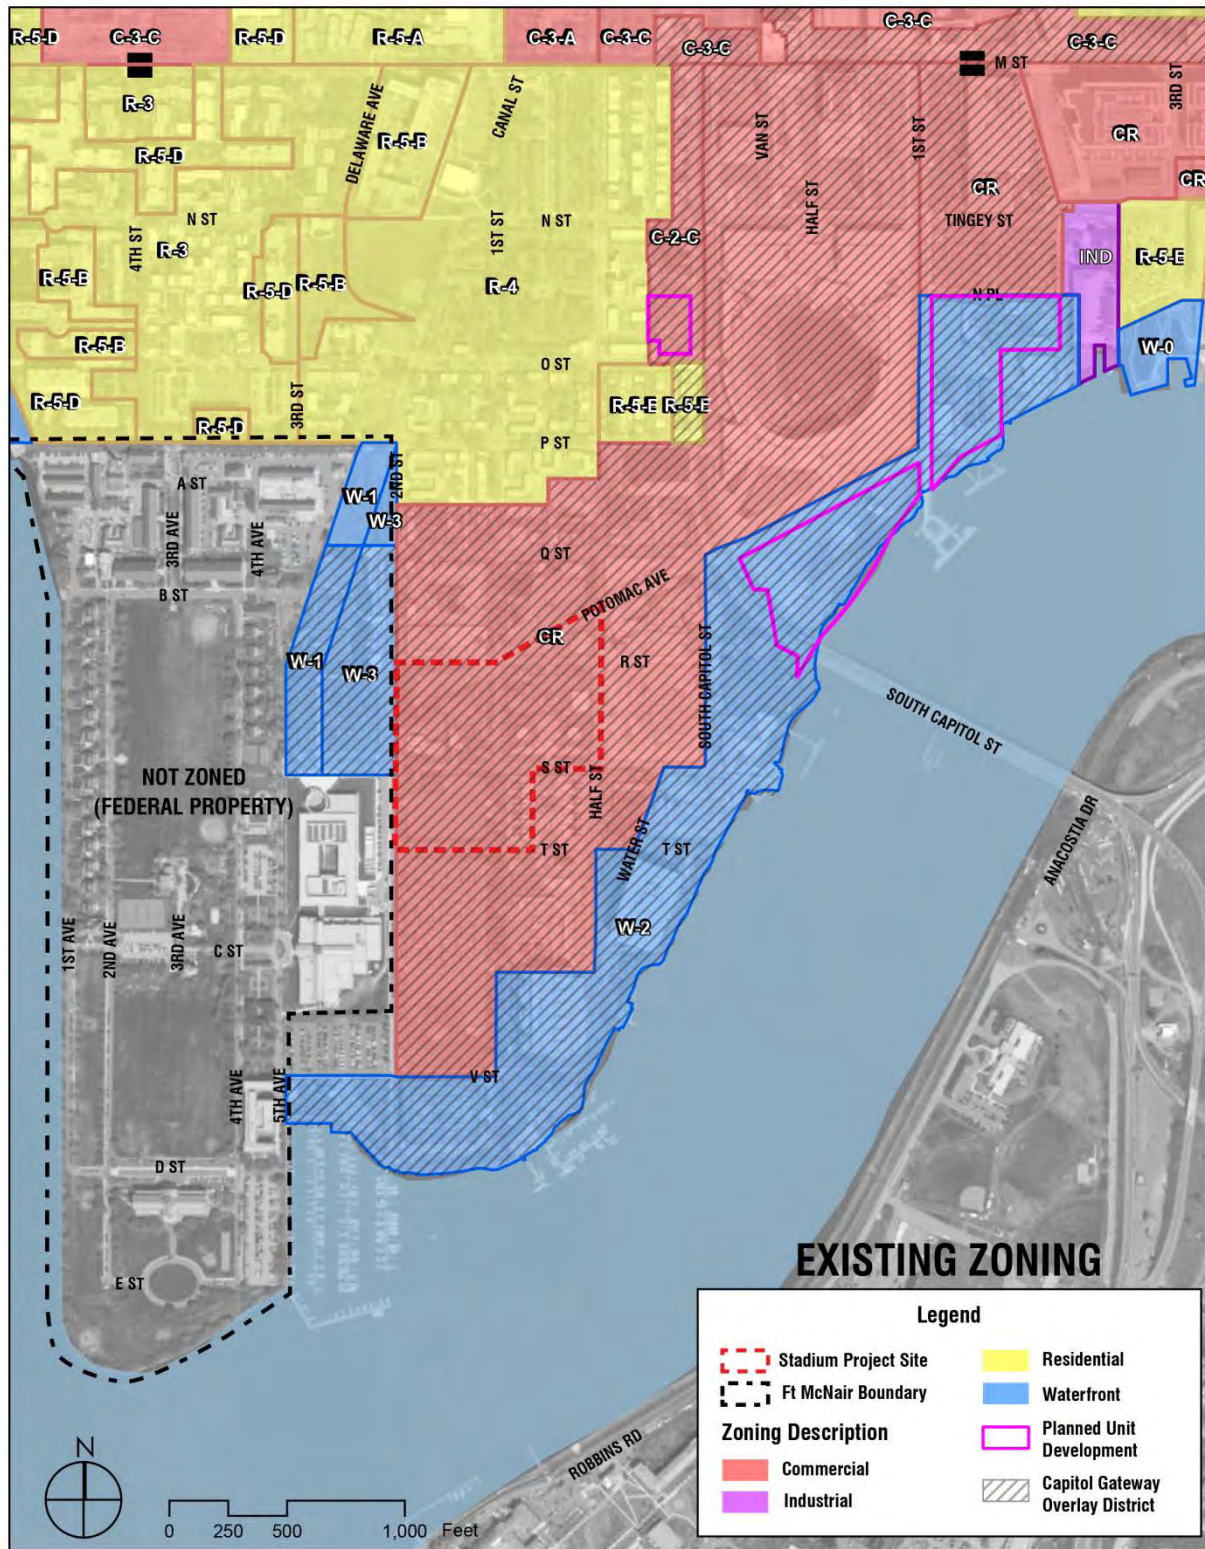 R-5-D
C-3-C
R-5-D
R-5-A
C-3-A
C-3-C
C-3-C
C-3-C
C-3-C
M ST
R-3
R-5-D
DELAWARE AVE
R-5-B
CANAL ST
VAN ST
HALF ST
1ST ST
CR
3RD ST
CR
CR
N ST
4TH ST
R-3
R-5-B
R-5-D
R-5-B
1ST ST
N ST
R-4
C-2-C
TINGEY ST
IND
R-5-E
N PL
R-5-B
R-5-D
R-5-D
3RD ST
O ST
R-5-E
R-5-E
P ST
W-0
A ST
3RD AVE
4TH AVE
B ST
W-1
2ND ST
W-3
Q ST
POTOMAC AVE
CR
R ST
W-1
W-3
SOUTH CAPITOL ST
SOUTH CAPITOL ST
NOT ZONED
(FEDERAL PROPERTY)
S ST
HALF ST
T ST
WATER ST
T ST
ANACOSTIA DR
1ST AVE
2ND AVE
3RD AVE
C ST
W-2
4TH AVE
5TH AVE
V ST
D ST
E ST
ROBBINS RD
EXISTING ZONING
Legend
Stadium Project Site
Ft McNair Boundary
Zoning Description
Commercial
Industrial
Residential
Waterfront
Planned Unit
Development
Capitol Gateway
Overlay District
N
0 250 500 1,000 Feet